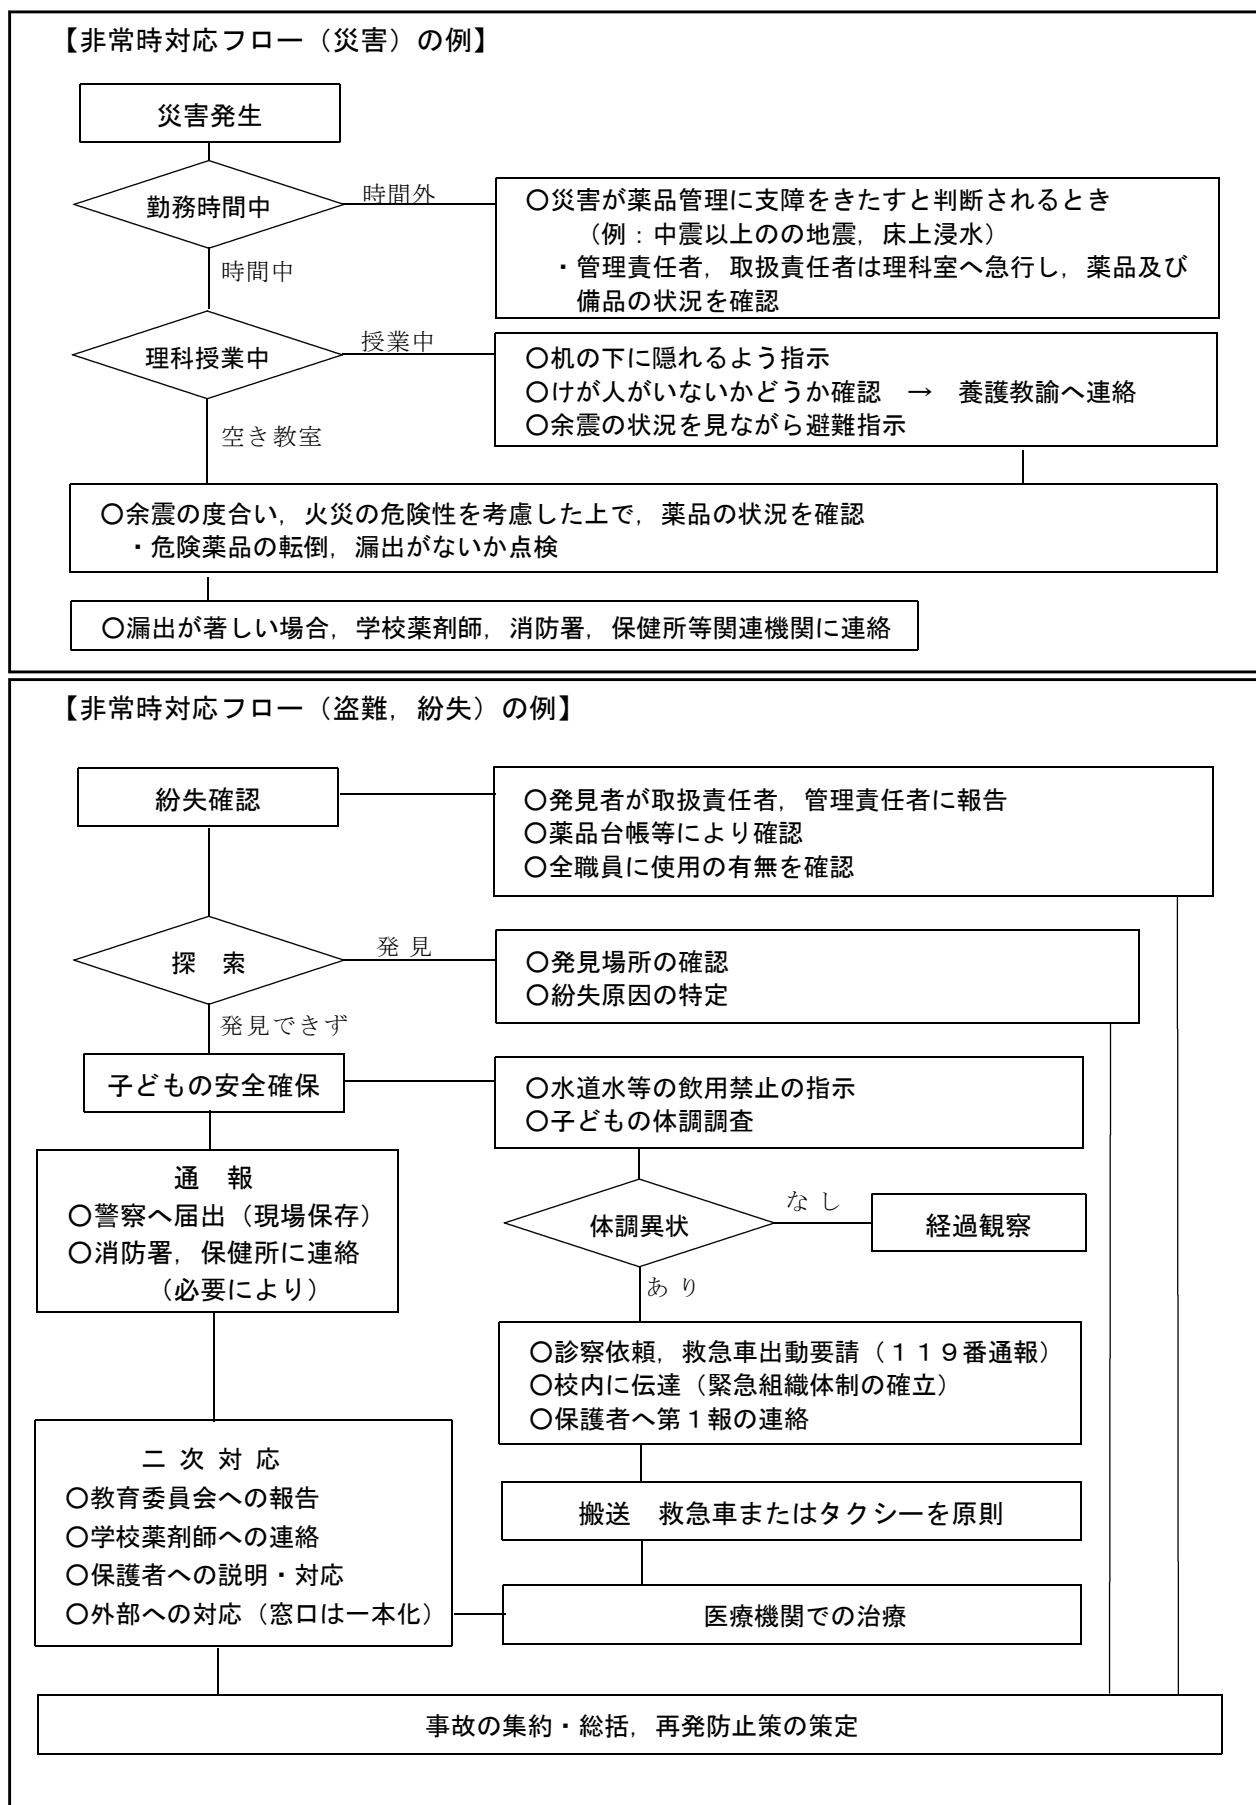 【非常時対応フロー（災害）の例】
災害発生
勤務時間中
時間外
〇災害が薬品管理に支障をきたすと判断されるとき
（例：中震以上のの地震，床上浸水）
・管理責任者，取扱責任者は理科室へ急行し，薬品及び
備品の状況を確認
時間中
理科授業中
授業中
〇机の下に隠れるよう指示
〇けが人がいないかどうか確認　→　養護教諭へ連絡
〇余震の状況を見ながら避難指示
空き教室
〇余震の度合い，火災の危険性を考慮した上で，薬品の状況を確認
・危険薬品の転倒，漏出がないか点検
〇漏出が著しい場合，学校薬剤師，消防署，保健所等関連機関に連絡
【非常時対応フロー（盗難，紛失）の例】
紛失確認
〇発見者が取扱責任者，管理責任者に報告
〇薬品台帳等により確認
〇全職員に使用の有無を確認
探　索
発 見
〇発見場所の確認
〇紛失原因の特定
発見できず
子どもの安全確保
〇水道水等の飲用禁止の指示
〇子どもの体調調査
通　報
〇警察へ届出（現場保存）
〇消防署，保健所に連絡
（必要により）
体調異状
な し
経過観察
あ り
〇診察依頼，救急車出動要請（１１９番通報）
〇校内に伝達（緊急組織体制の確立）
〇保護者へ第１報の連絡
二 次 対 応
〇教育委員会への報告
〇学校薬剤師への連絡
〇保護者への説明・対応
〇外部への対応（窓口は一本化）
搬送　救急車またはタクシーを原則
医療機関での治療
事故の集約・総括，再発防止策の策定